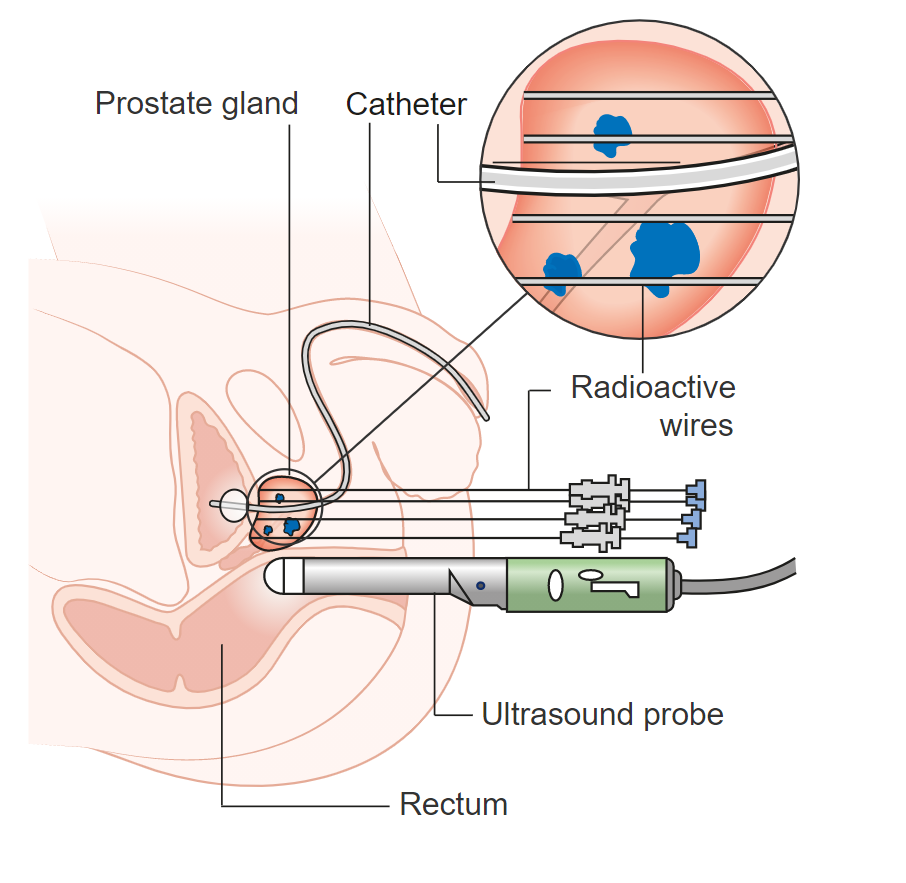 Prostate gland
Catheter
Radioactive
wires
Ultrasound probe
Rectum